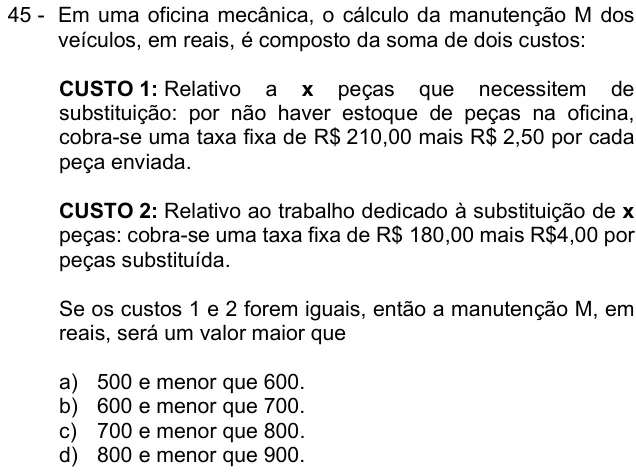 45 - Em uma oficina mecânica, o cálculo da manutenção M dos
veículos, em reais, é composto da soma de dois custos:
CUSTO 1: Relativo a x peças que necessitem de
substituição: por não haver estoque de peças na oficina,
cobra-se uma taxa fixa de R$ 210,00 mais R$ 2,50 por cada
peça enviada.
CUSTO 2: Relativo ao trabalho dedicado à substituição de x
peças: cobra-se uma taxa fixa de R$ 180,00 mais R$4,00 por
peças substituída.
Se os custos 1 e 2 forem iguais, então a manutenção M, em
reais, será um valor maior que
a) 500 e menor que 600.
b) 600 e menor que 700.
c) 700 e menor que 800.
d) 800 e menor que 900.